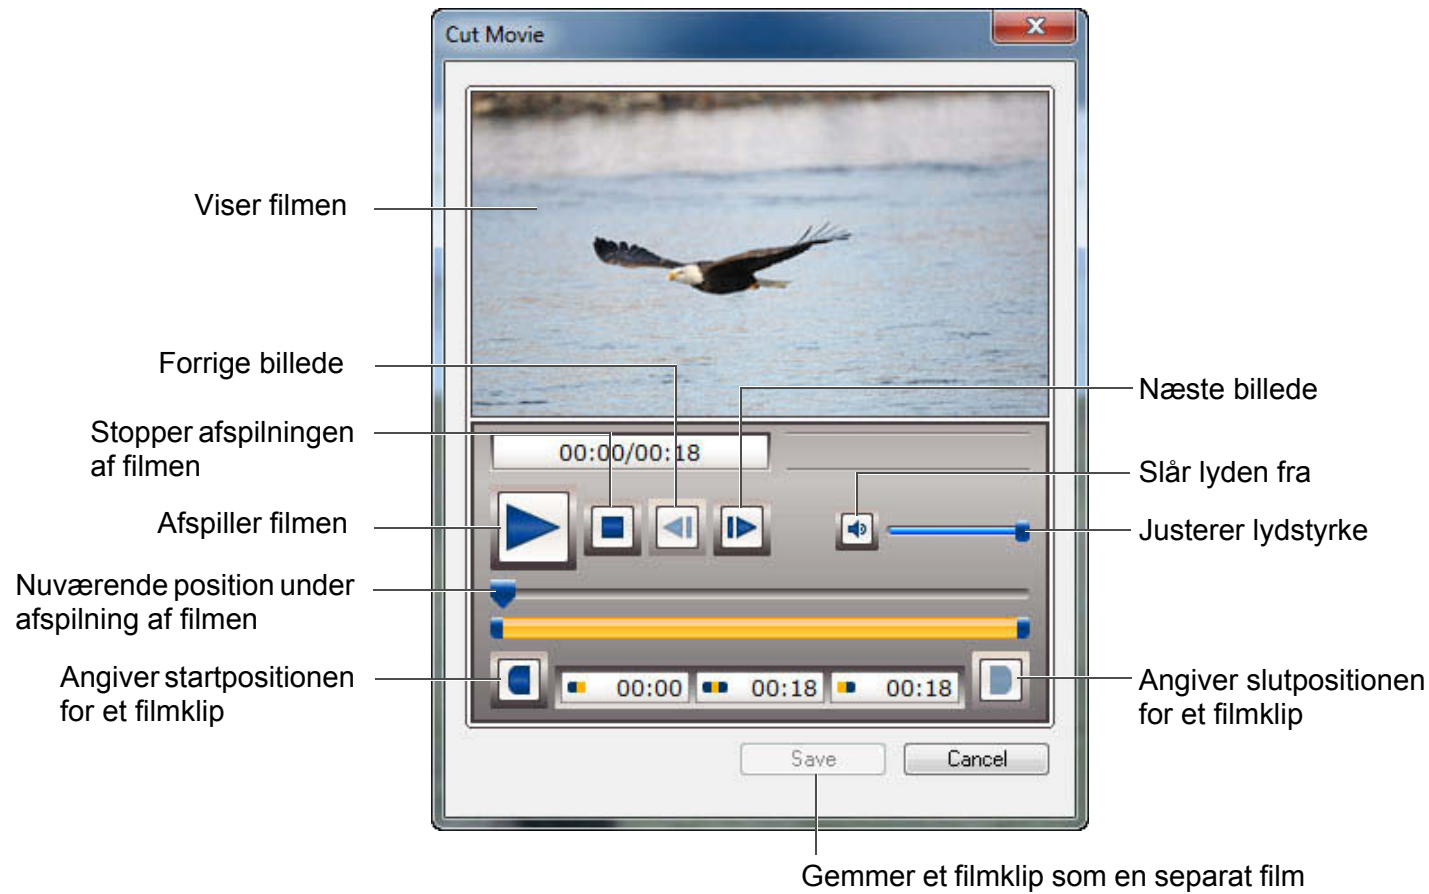 Cut Movie
Viser filmen
Forrige billede
Næste billede
Stopper afspilningen
af filmen
00:00/00:18
Slår lyden fra
Afspiller filmen
Justerer lydstyrke
Nuværende position under
afspilning af filmen
Angiver startpositionen
for et filmklip
00:00
00:18
00:18
Angiver slutpositionen
for et filmklip
Save
Cancel
Gemmer et filmklip som en separat film